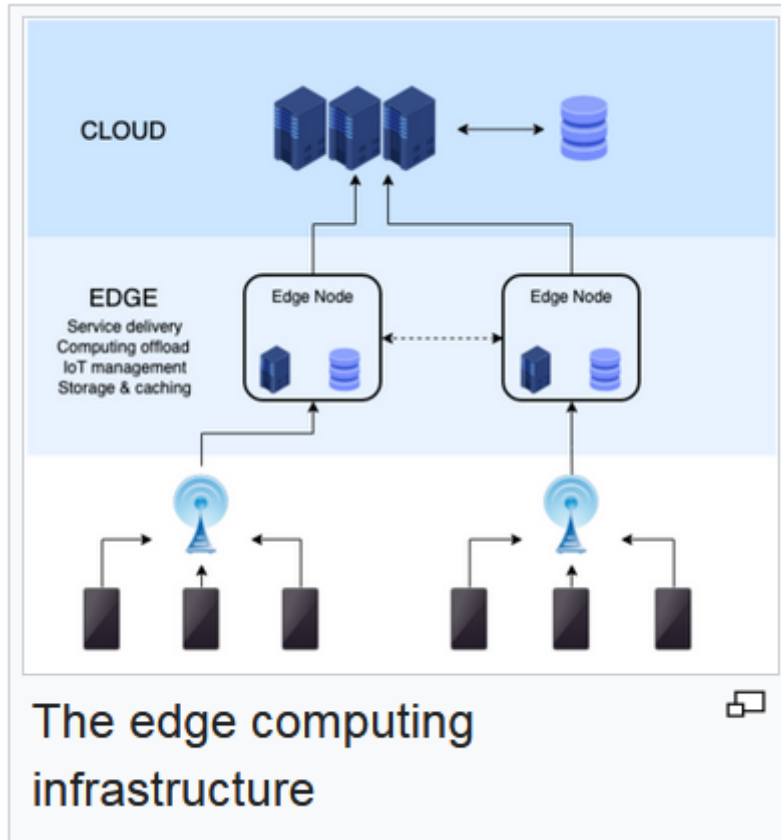 CLOUD
EDGE
Service delivery
Computing offload
IoT management
Storage & caching
Edge Node
Edge Node
The edge computing
infrastructure